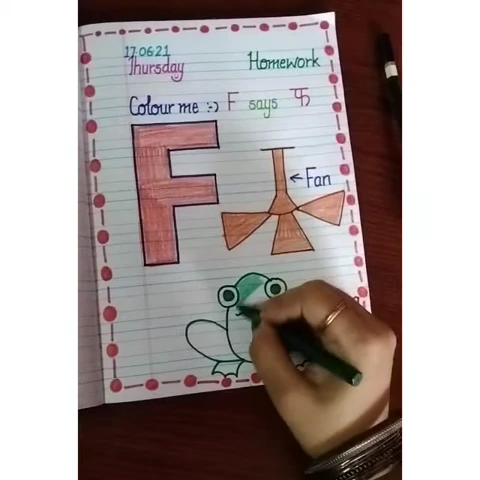 17.06.21
Thursday
Homework
Colour me :-) F says फ
F
←Fan